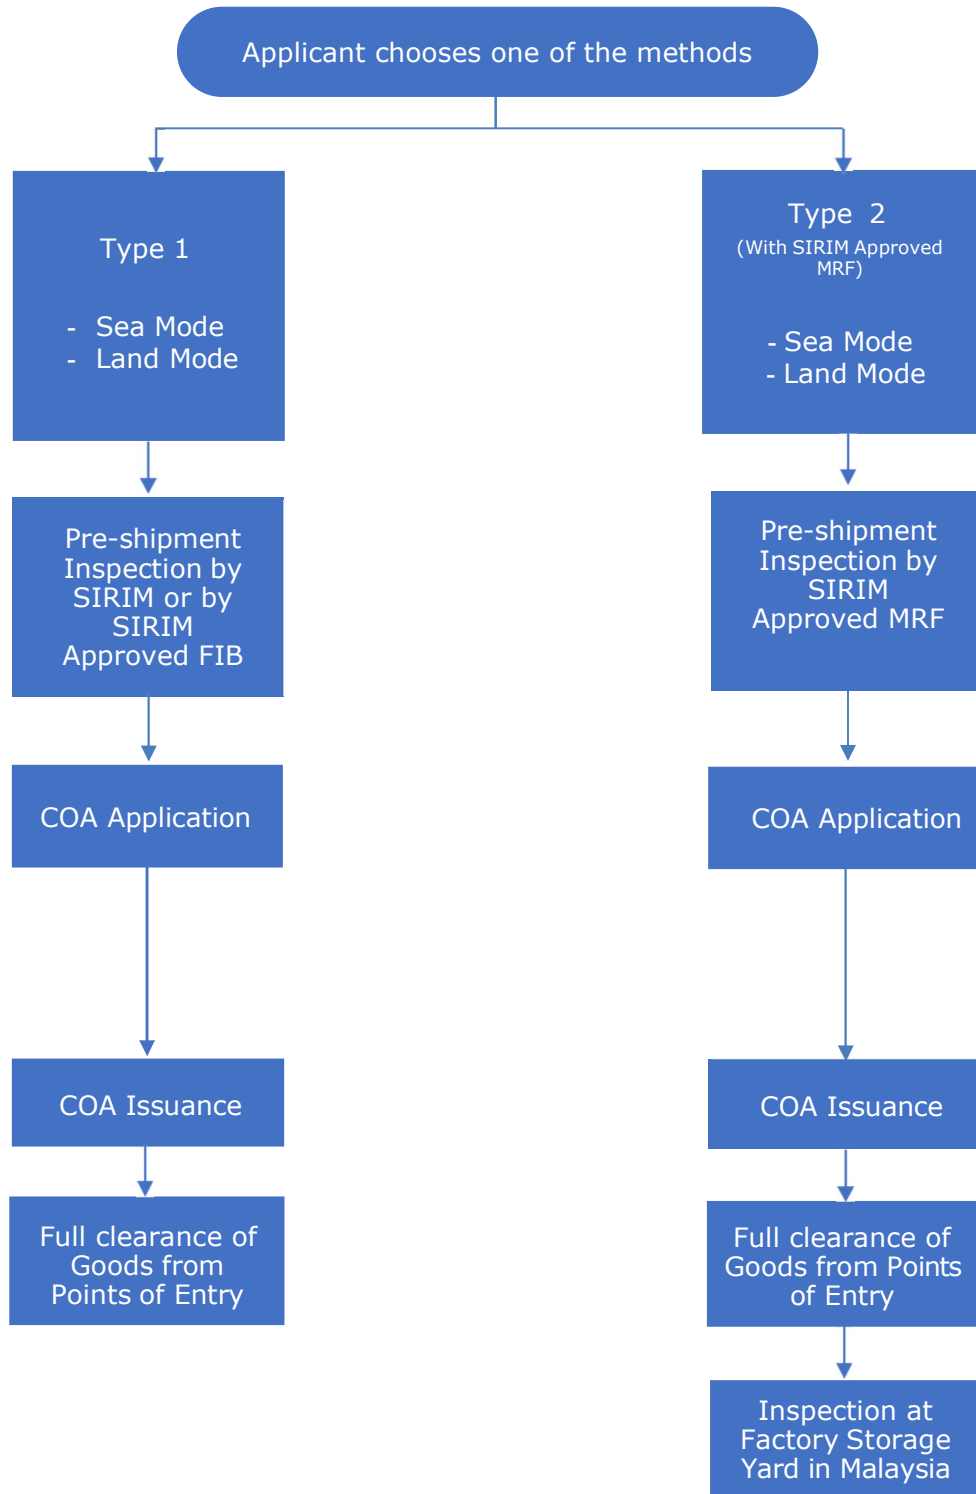 Applicant chooses one of the methods
Type 1
- Sea Mode
- Land Mode
Pre-shipment
Inspection by
SIRIM or by
SIRIM
Approved FIB
COA Application
COA Issuance
Full clearance of
Goods from
Points of Entry
Type 2
(With SIRIM Approved
MRF)
- Sea Mode
- Land Mode
Pre-shipment
Inspection by
SIRIM
Approved MRF
COA Application
COA Issuance
Full clearance of
Goods from Points
of Entry
Inspection at
Factory Storage
Yard in Malaysia